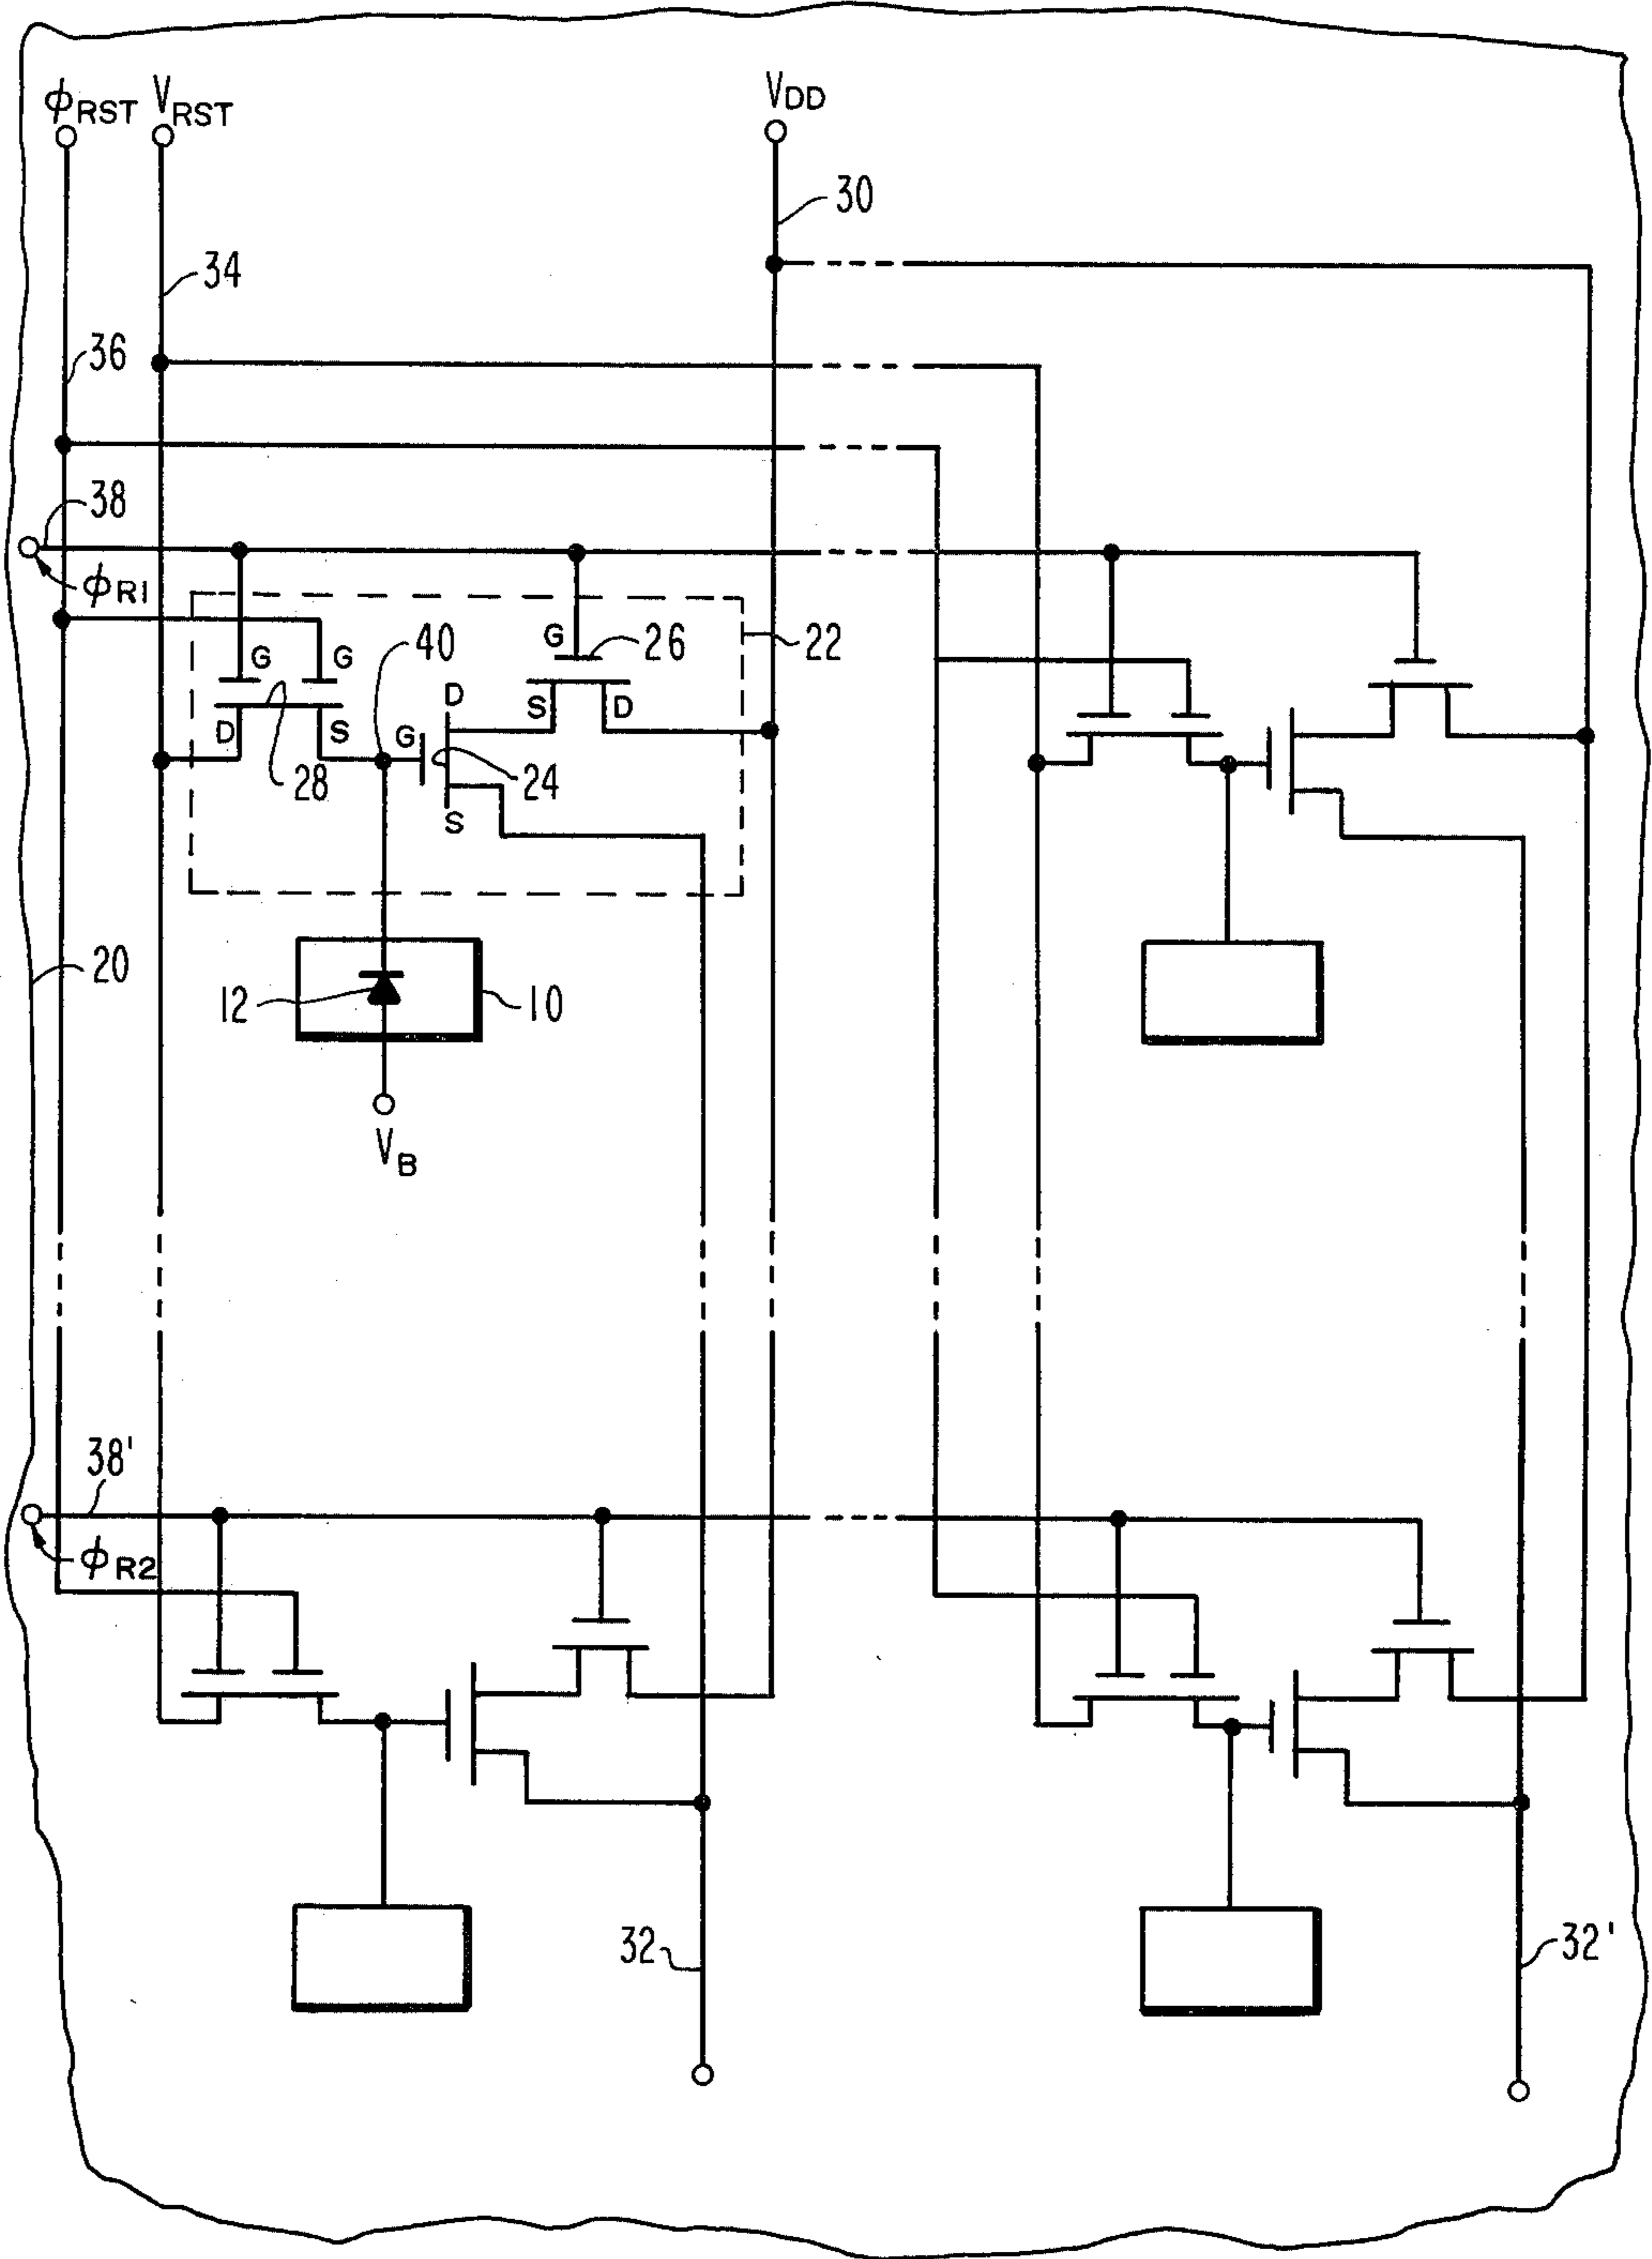 ϕRST VRST VDD
30
34
36
38
ϕR1
G G 40 G 26 22
D S D
D S G
28 24
S
20
12 10
VB
38'
ϕR2
32 32'